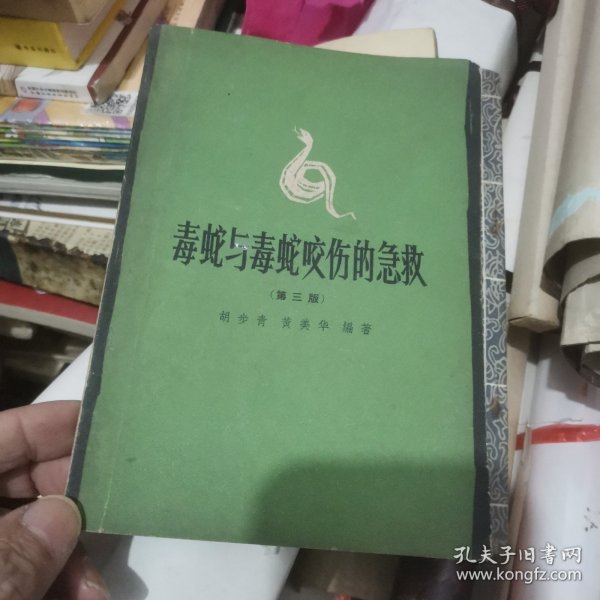 毒蛇与毒蛇咬伤的急救
（第三版）
胡步青 黄美华 编著
孔夫子旧书网
www.kongfz.com